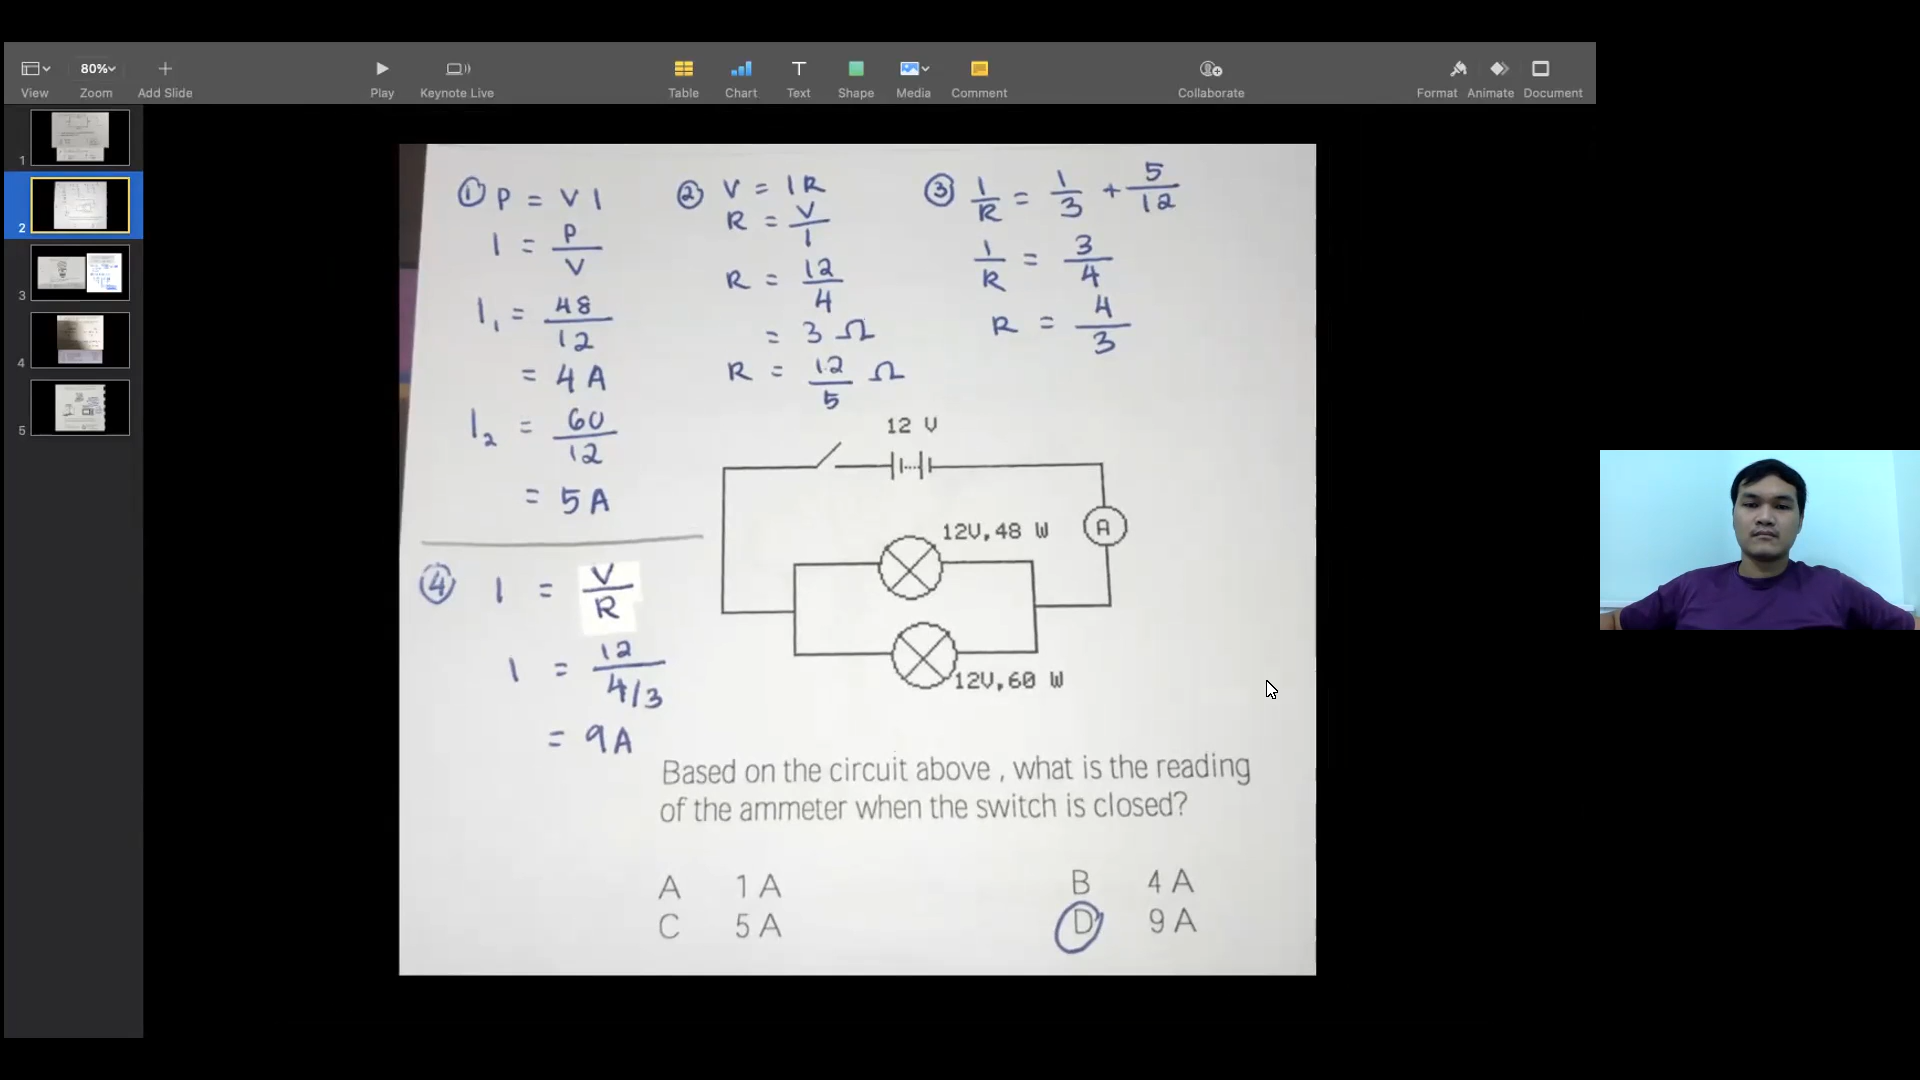 80%
View
Zoom
Add Slide
Play
Keynote Live
Table
Chart
Text
Shape
Media
Comment
Collaborate
Format
Animate
Document
1
2
3
4
5
① P = V I
I = P/V
I₁ = 48/12
= 4 A
I₂ = 60/12
= 5 A
② V = I R
R = V/I
R = 12/4
= 3 Ω
R = 12/5 Ω
③ 1/R = 1/3 + 5/12
1/R = 3/4
R = 4/3
④ I = V/R
I = 12/4/3
= 9A
12 V
A
12V,48 W
12V,60 W
Based on the circuit above , what is the reading
of the ammeter when the switch is closed?
A 1 A
B 4 A
C 5 A
D 9 A